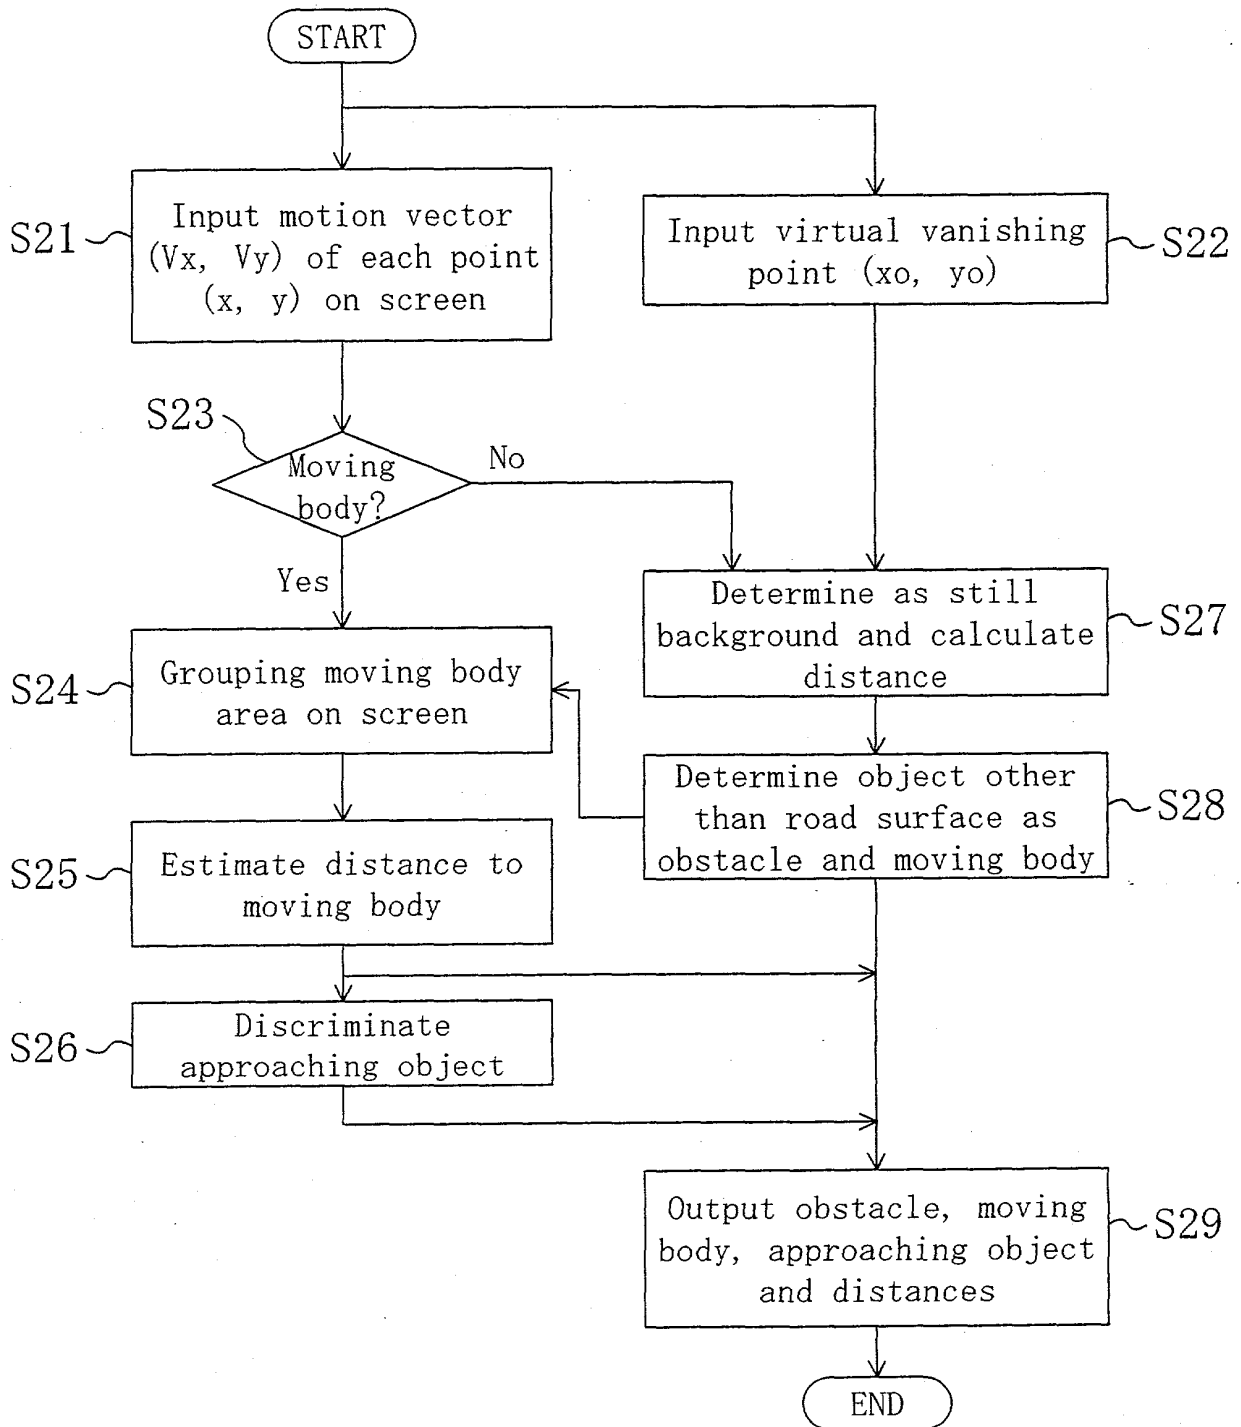 START
S21
Input motion vector
(Vx, Vy) of each point
(x, y) on screen
Input virtual vanishing
point (xo, yo)
S22
S23
Moving
body?
No
Yes
Determine as still
background and calculate
distance
S27
S24
Grouping moving body
area on screen
Determine object other
than road surface as
obstacle and moving body
S28
S25
Estimate distance to
moving body
S26
Discriminate
approaching object
Output obstacle, moving
body, approaching object
and distances
S29
END